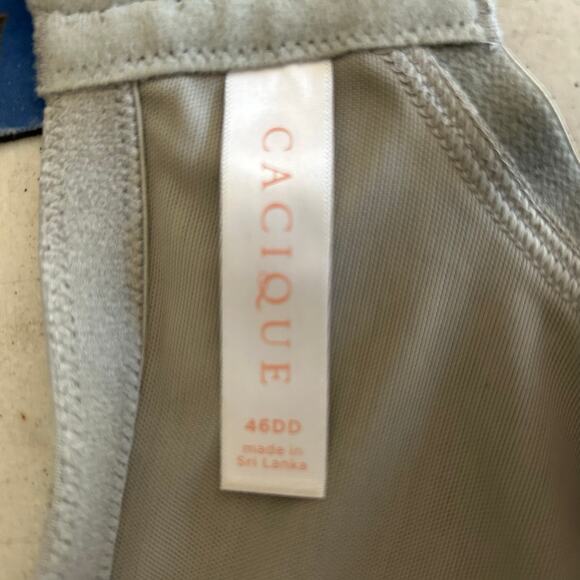 CACIQUE
46DD
made in
Sri Lanka